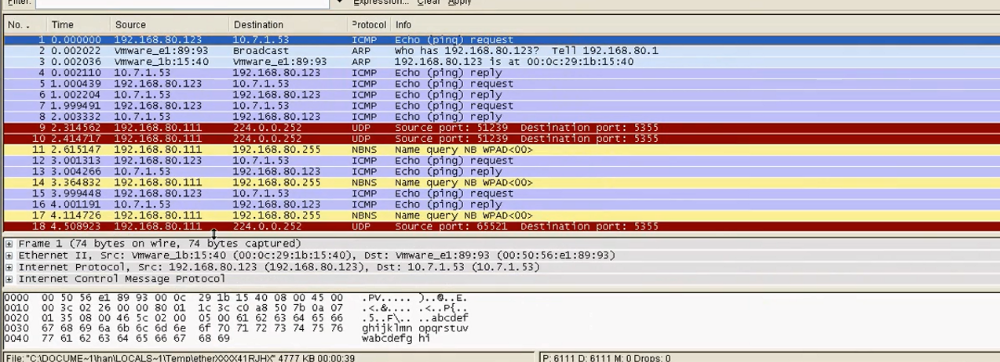 Filter: Expression... Clear Apply
No. . Time Source Destination Protocol Info
1 0.000000 192.168.80.123 10.7.1.53 ICMP Echo (ping) request
2 0.002022 Vmware_e1:89:93 Broadcast ARP Who has 192.168.80.123? Tell 192.168.80.1
3 0.002036 Vmware_1b:15:40 Vmware_e1:89:93 ARP 192.168.80.123 is at 00:0c:29:1b:15:40
4 0.002110 10.7.1.53 192.168.80.123 ICMP Echo (ping) reply
5 1.000439 192.168.80.123 10.7.1.53 ICMP Echo (ping) request
6 1.002204 10.7.1.53 192.168.80.123 ICMP Echo (ping) reply
7 1.999491 192.168.80.123 10.7.1.53 ICMP Echo (ping) request
8 2.003332 10.7.1.53 192.168.80.123 ICMP Echo (ping) reply
9 2.314562 192.168.80.111 224.0.0.252 UDP Source port: 51239 Destination port: 5355
10 2.414717 192.168.80.111 224.0.0.252 UDP Source port: 51239 Destination port: 5355
11 2.615147 192.168.80.111 192.168.80.255 NBNS Name query NB WPAD<00>
12 3.001313 192.168.80.123 10.7.1.53 ICMP Echo (ping) request
13 3.004266 10.7.1.53 192.168.80.123 ICMP Echo (ping) reply
14 3.364832 192.168.80.111 192.168.80.255 NBNS Name query NB WPAD<00>
15 3.999448 192.168.80.123 10.7.1.53 ICMP Echo (ping) request
16 4.001191 10.7.1.53 192.168.80.123 ICMP Echo (ping) reply
17 4.114726 192.168.80.111 192.168.80.255 NBNS Name query NB WPAD<00>
18 4.508923 192.168.80.111 224.0.0.252 UDP Source port: 65521 Destination port: 5355
Frame 1 (74 bytes on wire, 74 bytes captured)
Ethernet II, Src: Vmware_1b:15:40 (00:0c:29:1b:15:40), Dst: Vmware_e1:89:93 (00:50:56:e1:89:93)
Internet Protocol, Src: 192.168.80.123 (192.168.80.123), Dst: 10.7.1.53 (10.7.1.53)
Internet Control Message Protocol
0000 00 50 56 e1 89 93 00 0c 29 1b 15 40 08 00 45 00 .PV..... )..@..E.
0010 00 3c 02 26 00 00 80 01 1c 3c c0 a8 50 7b 0a 07 .<.&.... .<..P{..
0020 01 35 08 00 46 5c 02 00 05 00 61 62 63 64 65 66 .5..F\.. ..abcdef
0030 67 68 69 6a 6b 6c 6d 6e 6f 70 71 72 73 74 75 76 ghijklmn opqrstuv
0040 77 61 62 63 64 65 66 67 68 69 wabcdefg hi
File: "C:\DOCUME~1\han\LOCALS~1\Temp\etherXXXX41RJHX" 4777 KB 00:00:39 P: 6111 D: 6111 M: 0 Drops: 0